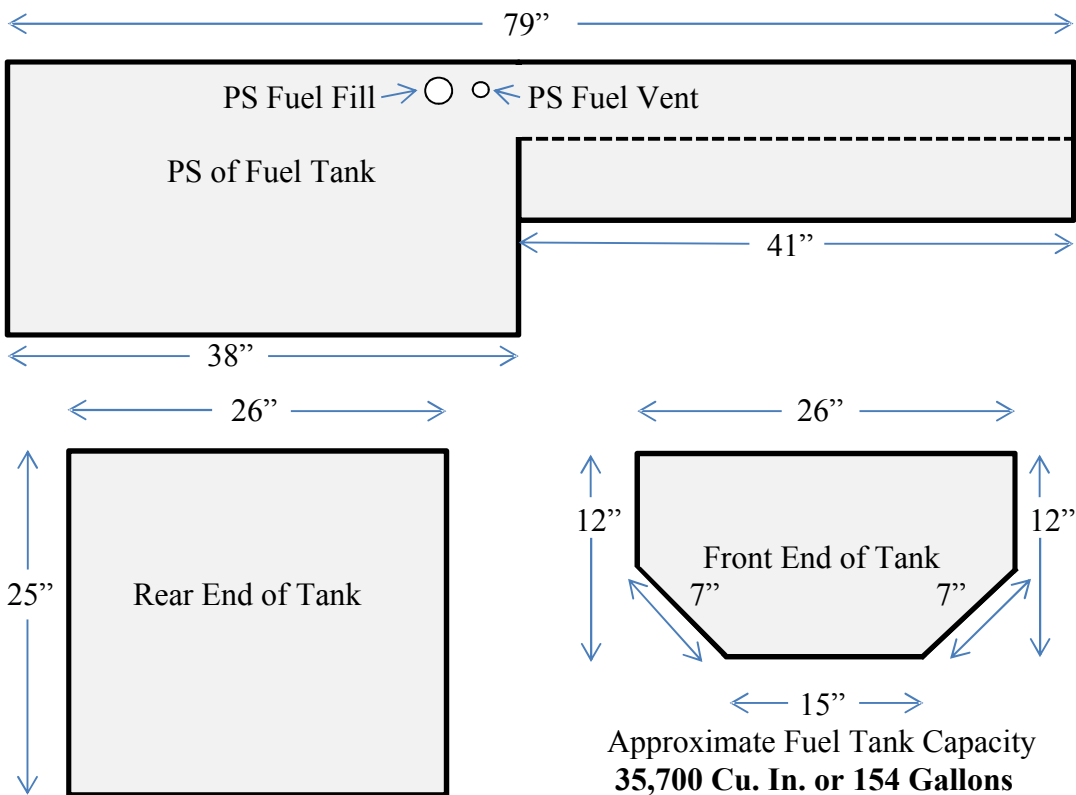 79”
PS Fuel Fill
PS Fuel Vent
PS of Fuel Tank
41”
38”
26”
26”
12”
12”
Front End of Tank
25”
Rear End of Tank
7”
7”
15”
Approximate Fuel Tank Capacity
35,700 Cu. In. or 154 Gallons